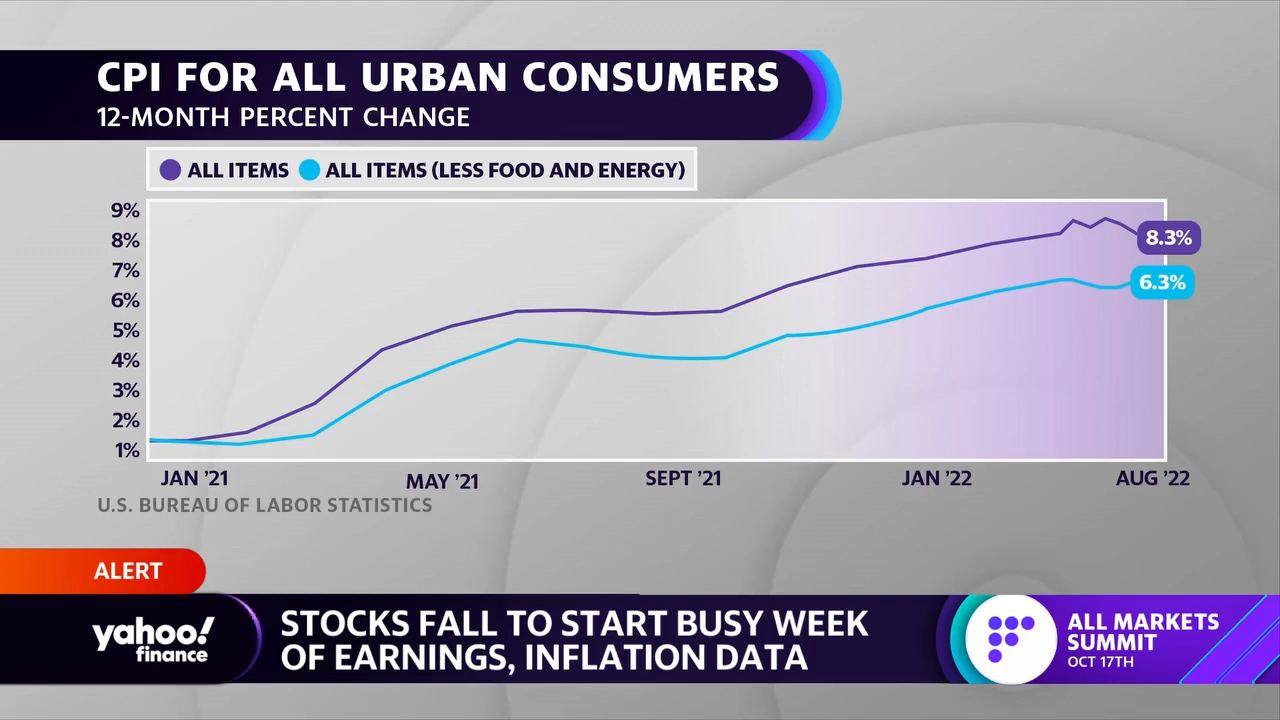 CPI FOR ALL URBAN CONSUMERS
12-MONTH PERCENT CHANGE
ALL ITEMS ALL ITEMS (LESS FOOD AND ENERGY)
9%
8%
7%
6%
5%
4%
3%
2%
1%
8.3%
6.3%
JAN '21 MAY '21 SEPT '21 JAN '22 AUG '22
U.S. BUREAU OF LABOR STATISTICS
ALERT
yahoo!
finance
STOCKS FALL TO START BUSY WEEK
OF EARNINGS, INFLATION DATA
ALL MARKETS
SUMMIT
OCT 17TH